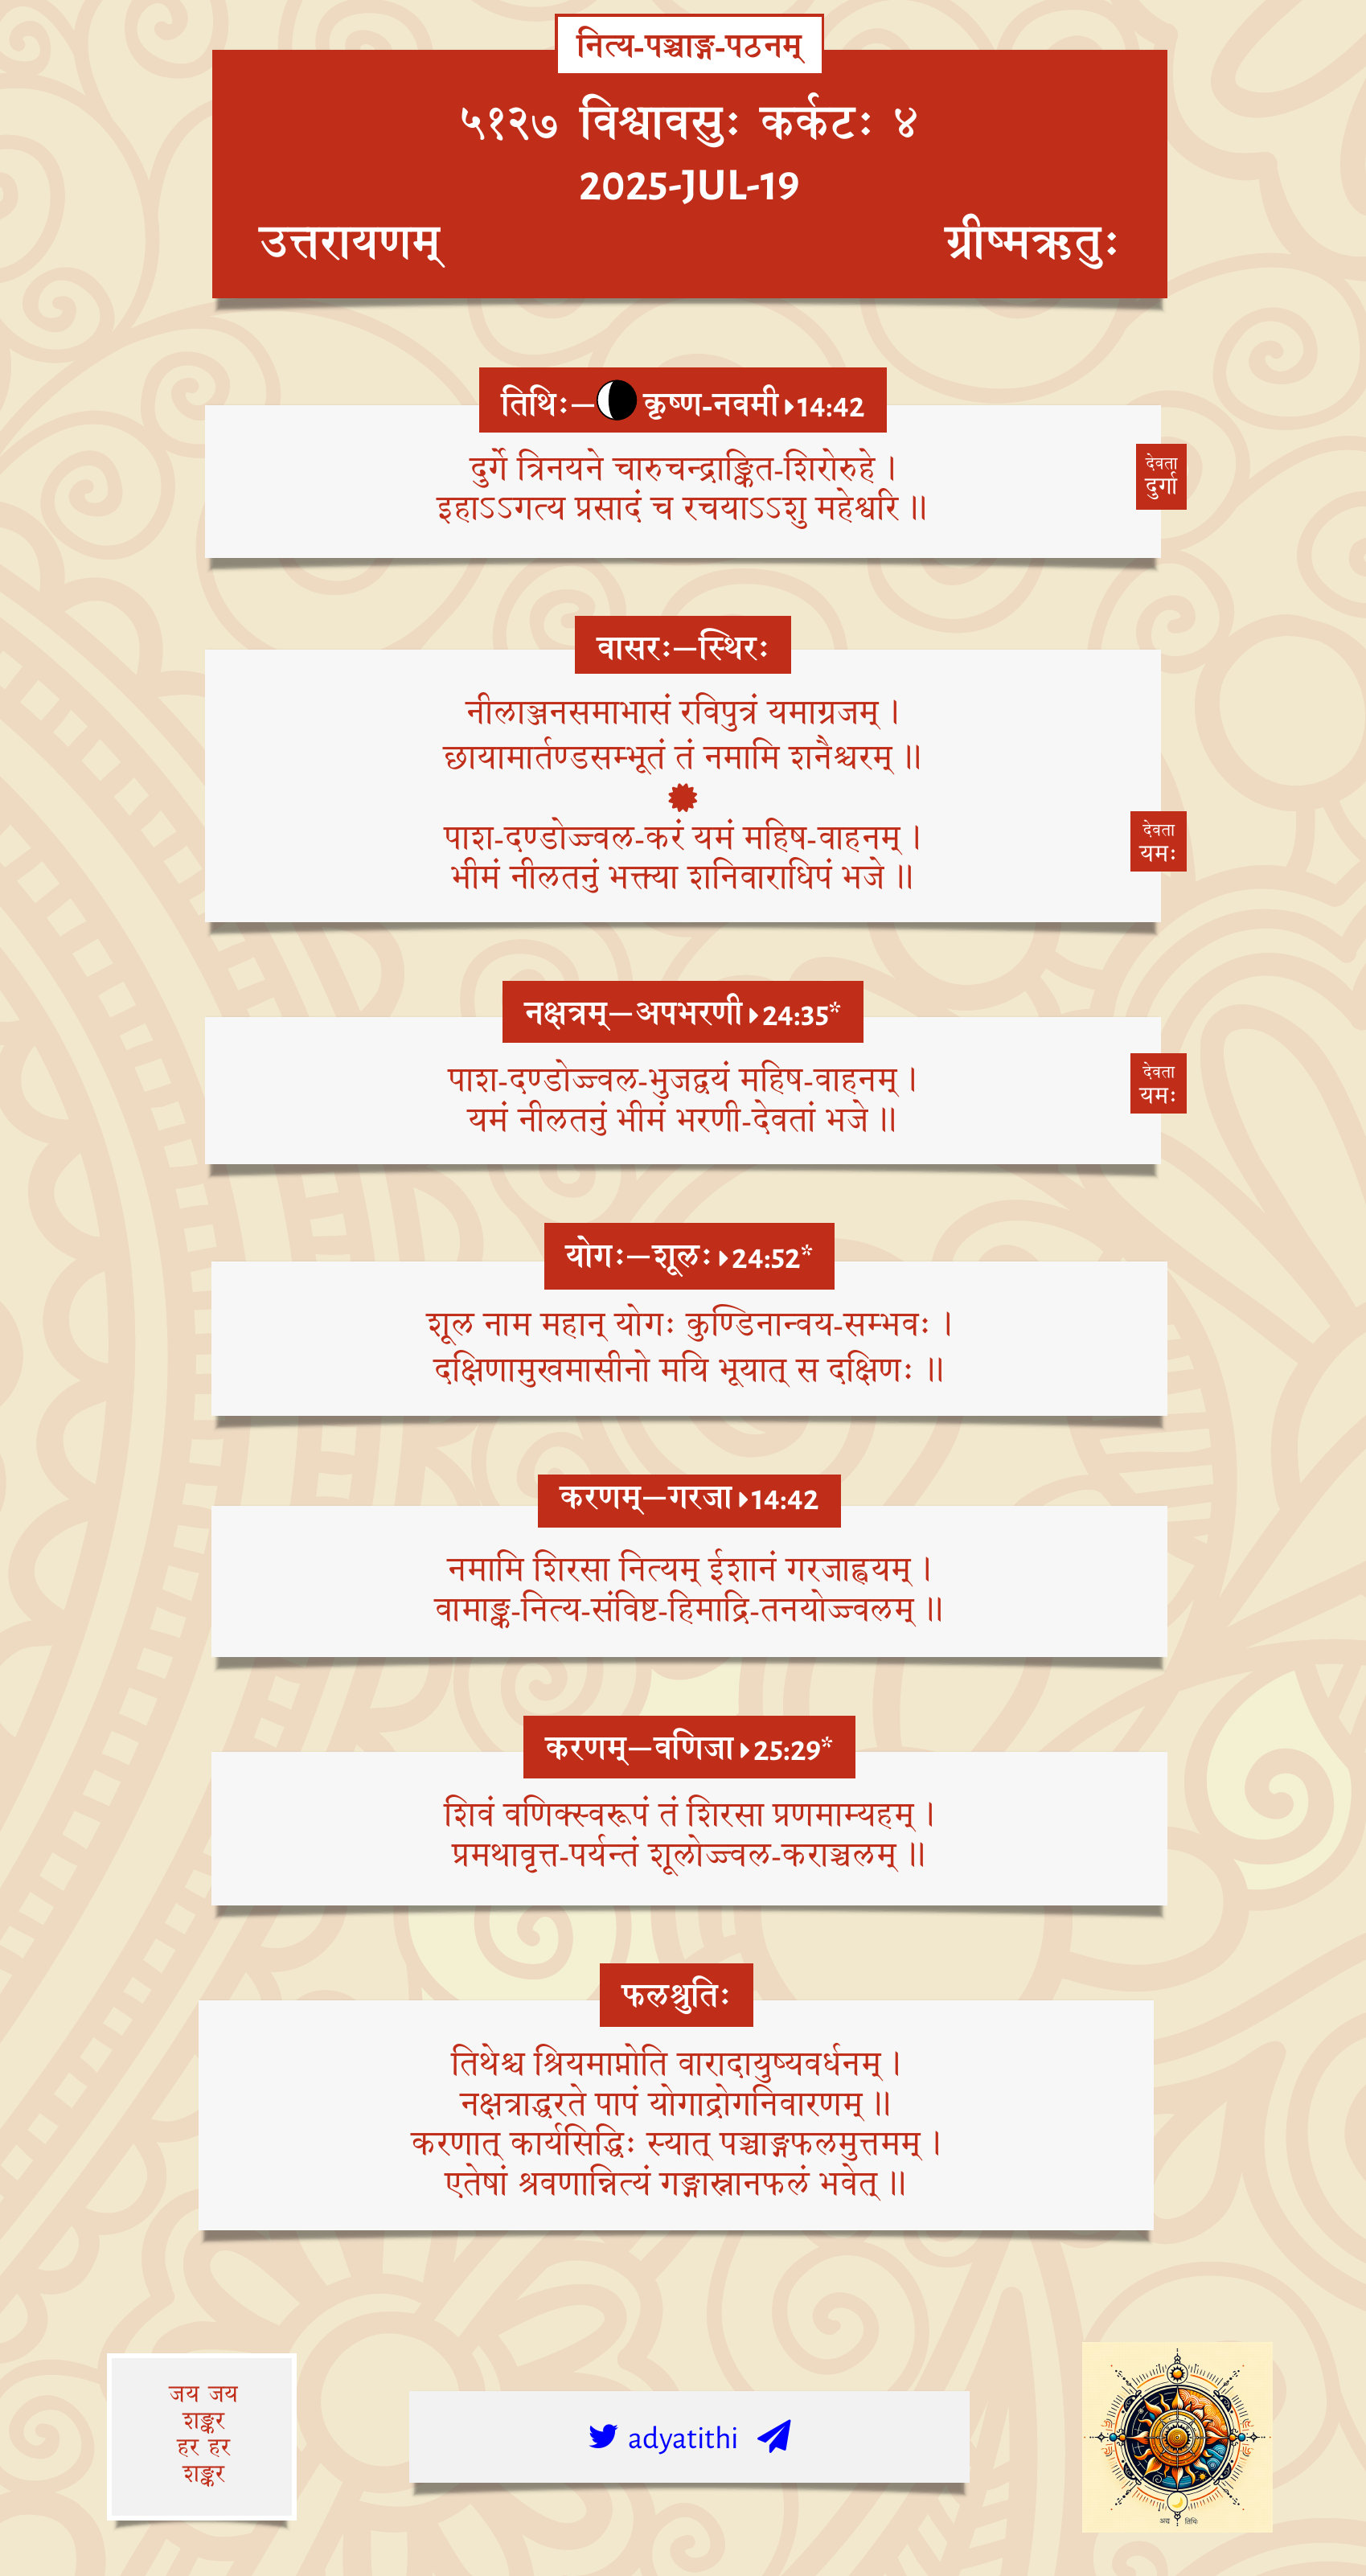 नित्य-पञ्चाङ्ग-पठनम्
५१२७ विश्वावसुः कर्कटः ४
2025-JUL-19
उत्तरायणम्
ग्रीष्मऋतुः
तिथिः—कृष्ण-नवमी 14:42
दुर्गे त्रिनयने चारुचन्द्राङ्कित-शिरोरुहे ।
इहाऽऽगत्य प्रसादं च रचयाऽऽशु महेश्वरि ॥
देवता
दुर्गा
वासरः—स्थिरः
नीलाञ्जनसमाभासं रविपुत्रं यमाग्रजम् ।
छायामार्तण्डसम्भूतं तं नमामि शनैश्चरम् ॥
पाश-दण्डोज्ज्वल-करं यमं महिष-वाहनम् ।
भीमं नीलतनुं भक्त्या शनिवाराधिपं भजे ॥
देवता
यमः
नक्षत्रम्—अपभरणी 24:35*
पाश-दण्डोज्ज्वल-भुजद्वयं महिष-वाहनम् ।
यमं नीलतनुं भीमं भरणी-देवतां भजे ॥
देवता
यमः
योगः—शूलः 24:52*
शूल नाम महान् योगः कुण्डिनान्वय-सम्भवः ।
दक्षिणामुखमासीनो मयि भूयात् स दक्षिणः ॥
करणम्—गरजा 14:42
नमामि शिरसा नित्यम् ईशानं गरजाह्वयम् ।
वामाङ्क-नित्य-संविष्ट-हिमाद्रि-तनयोज्ज्वलम् ॥
करणम्—वणिजा 25:29*
शिवं वणिक्स्वरूपं तं शिरसा प्रणमाम्यहम् ।
प्रमथावृत्त-पर्यन्तं शूलोज्ज्वल-कराञ्चलम् ॥
फलश्रुतिः
तिथेश्च श्रियमाप्नोति वारादायुष्यवर्धनम् ।
नक्षत्राद्धरते पापं योगाद्रोगनिवारणम् ॥
करणात् कार्यसिद्धिः स्यात् पञ्चाङ्गफलमुत्तमम् ।
एतेषां श्रवणान्नित्यं गङ्गास्नानफलं भवेत् ॥
जय जय
शङ्कर
हर हर
शङ्कर
adyatithi
अद्य तिथिः